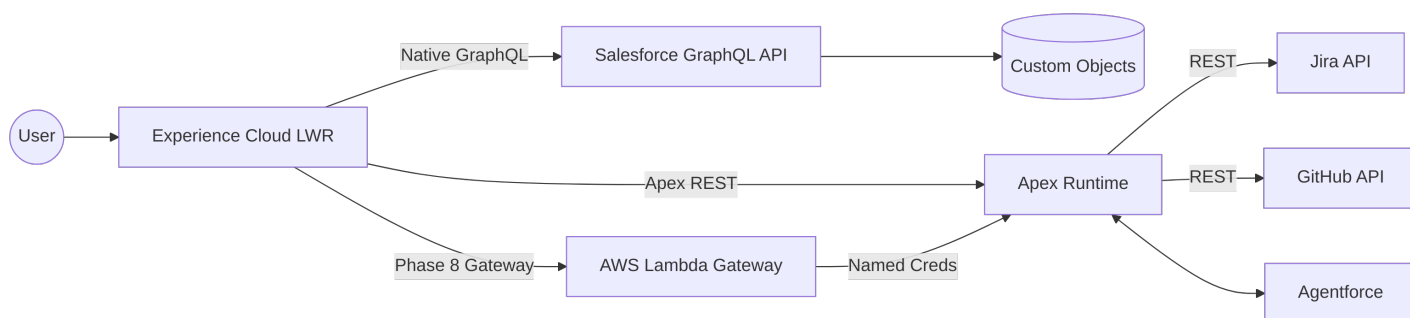 User
Experience Cloud LWR
Native GraphQL
Salesforce GraphQL API
Custom Objects
Apex REST
Apex Runtime
Phase 8 Gateway
AWS Lambda Gateway
Named Creds
REST
Jira API
REST
GitHub API
Agentforce